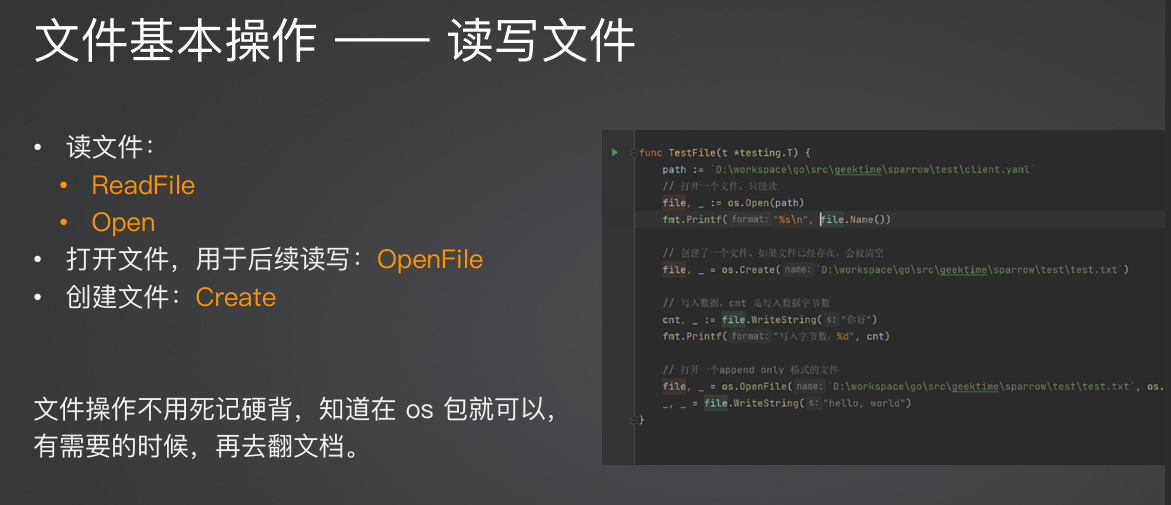 文件基本操作 —— 读写文件
• 读文件：
• ReadFile
• Open
• 打开文件，用于后续读写：OpenFile
• 创建文件：Create
文件操作不用死记硬背，知道在 os 包就可以，
有需要的时候，再去翻文档。
func TestFile(t *testing.T) {
path := `D:\workspace\go\src\geektime\sparrow\test\client.yaml`
// 打开一个文件，只能读
file, _ := os.Open(path)
fmt.Printf( format: "%s\n", file.Name())
// 创建了一个文件，如果文件已经存在，会被清空
file, _ = os.Create( name: `D:\workspace\go\src\geektime\sparrow\test\test.txt`)
// 写入数据，cnt 是写入数据字节数
cnt, _ := file.WriteString( s: "你好")
fmt.Printf( format: "写入字节数：%d", cnt)
// 打开一个append only 模式的文件
file, _ = os.OpenFile( name: `D:\workspace\go\src\geektime\sparrow\test\test.txt`, os.
_, _ = file.WriteString( s: "hello, world")
}